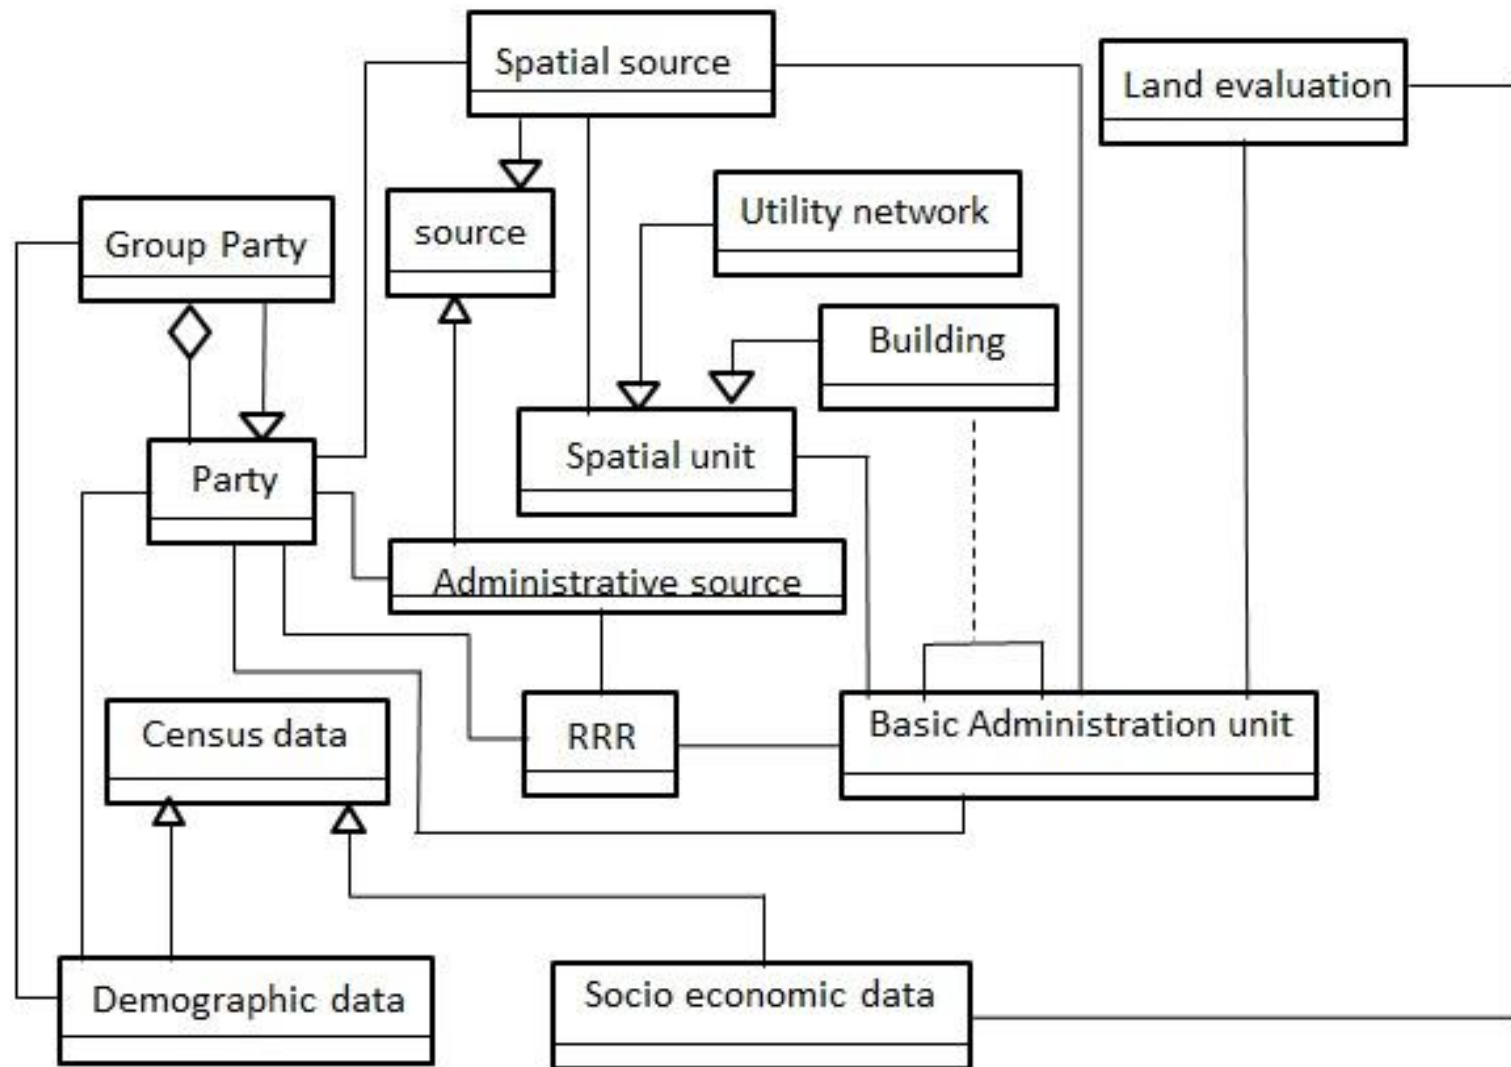 Spatial source
Land evaluation
Utility network
source
Group Party
Building
Spatial unit
Party
Administrative source
Census data
RRR
Basic Administration unit
Demographic data
Socio economic data